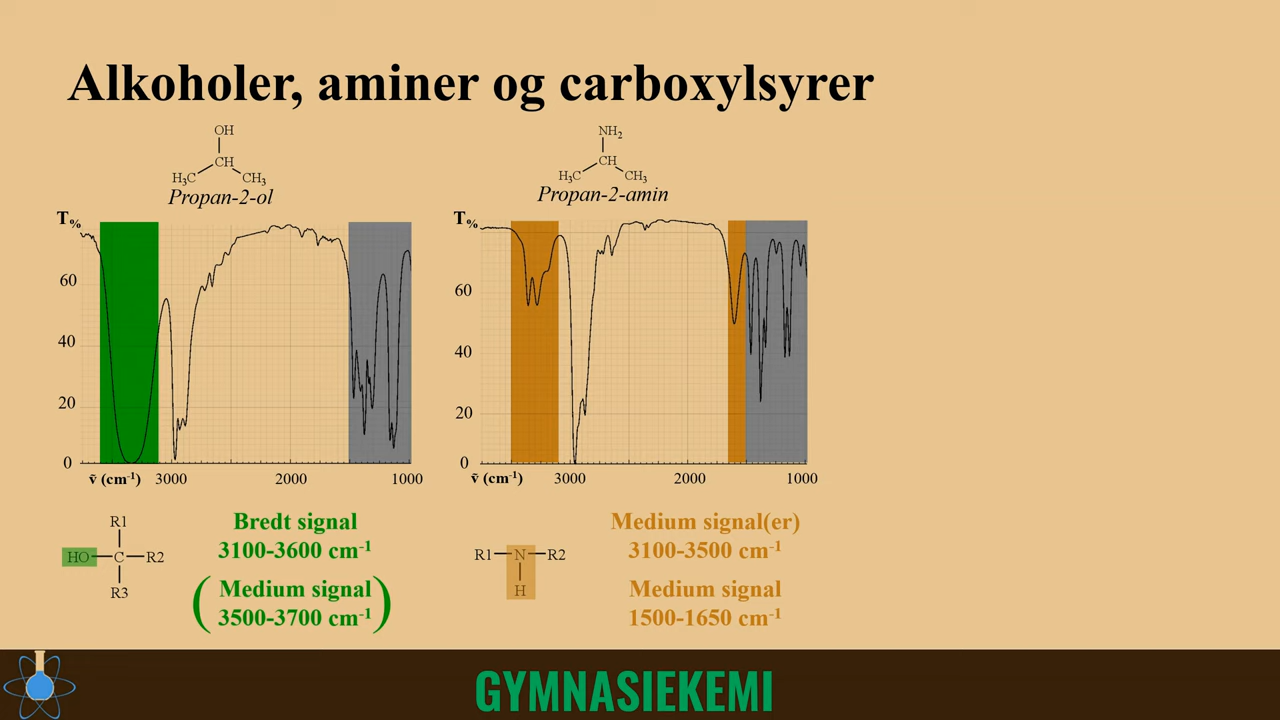 Alkoholer, aminer og carboxylsyrer
OH
CH
H₃C CH₃
Propan-2-ol
T%
60
40
20
0
ṽ (cm⁻¹) 3000 2000 1000
R1
HO C R2
R3
Bredt signal
3100-3600 cm⁻¹
( Medium signal
3500-3700 cm⁻¹ )
NH₂
CH
H₃C CH₃
Propan-2-amin
T%
60
40
20
0
ṽ (cm⁻¹) 3000 2000 1000
R1 N R2
H
Medium signal(er)
3100-3500 cm⁻¹
Medium signal
1500-1650 cm⁻¹
GYMNASIEKEMI